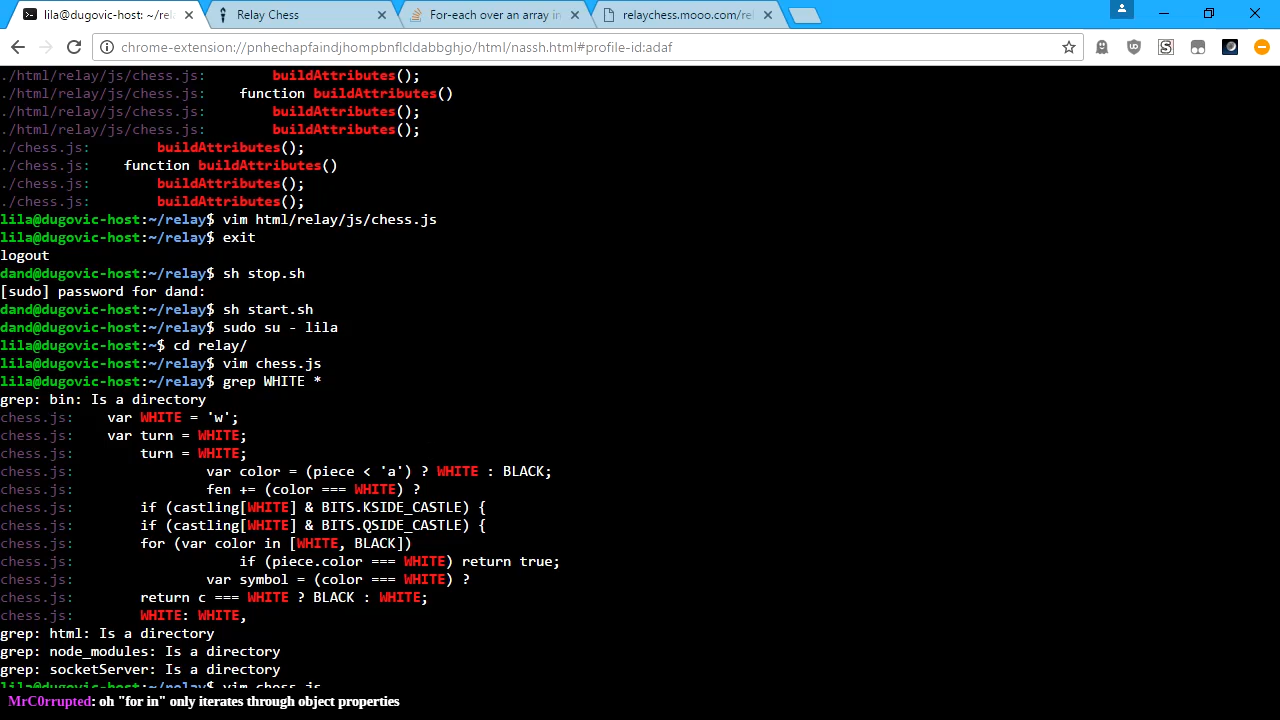 lila@dugovic-host: ~/rela
Relay Chess
For-each over an array in
relaychess.mooo.com/re
chrome-extension://pnhechapfaindjhompbnflcldabbghjo/html/nassh.html#profile-id:adaf
./html/relay/js/chess.js:        buildAttributes();
./html/relay/js/chess.js:    function buildAttributes()
./html/relay/js/chess.js:        buildAttributes();
./html/relay/js/chess.js:        buildAttributes();
./chess.js:        buildAttributes();
./chess.js:    function buildAttributes()
./chess.js:        buildAttributes();
./chess.js:        buildAttributes();
lila@dugovic-host:~/relay$ vim html/relay/js/chess.js
lila@dugovic-host:~/relay$ exit
logout
dand@dugovic-host:~/relay$ sh stop.sh
[sudo] password for dand:
dand@dugovic-host:~/relay$ sh start.sh
dand@dugovic-host:~/relay$ sudo su - lila
lila@dugovic-host:~$ cd relay/
lila@dugovic-host:~/relay$ vim chess.js
lila@dugovic-host:~/relay$ grep WHITE *
grep: bin: Is a directory
chess.js:    var WHITE = 'w';
chess.js:    var turn = WHITE;
chess.js:        turn = WHITE;
chess.js:                var color = (piece < 'a') ? WHITE : BLACK;
chess.js:                fen += (color === WHITE) ?
chess.js:        if (castling[WHITE] & BITS.KSIDE_CASTLE) {
chess.js:        if (castling[WHITE] & BITS.QSIDE_CASTLE) {
chess.js:        for (var color in [WHITE, BLACK])
chess.js:                    if (piece.color === WHITE) return true;
chess.js:                var symbol = (color === WHITE) ?
chess.js:        return c === WHITE ? BLACK : WHITE;
chess.js:        WHITE: WHITE,
grep: html: Is a directory
grep: node_modules: Is a directory
grep: socketServer: Is a directory
lila@dugovic-host:~/relay$ vim chess.js
MrC0rrupted: oh "for in" only iterates through object properties